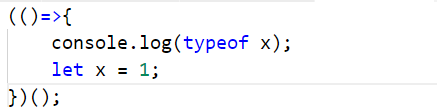 (()=>{
    console.log(typeof x);
    let x = 1;
})();